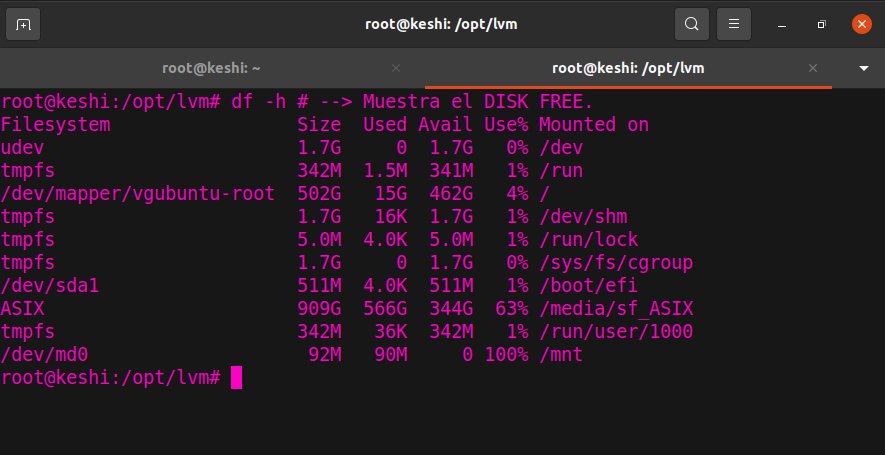 root@keshi: /opt/lvm
root@keshi: ~
root@keshi: /opt/lvm
root@keshi:/opt/lvm# df -h # --> Muestra el DISK FREE.
Filesystem                  Size  Used Avail Use% Mounted on
udev                        1.7G     0  1.7G   0% /dev
tmpfs                       342M  1.5M  341M   1% /run
/dev/mapper/vgubuntu-root   502G   15G  462G   4% /
tmpfs                       1.7G   16K  1.7G   1% /dev/shm
tmpfs                       5.0M  4.0K  5.0M   1% /run/lock
tmpfs                       1.7G     0  1.7G   0% /sys/fs/cgroup
/dev/sda1                   511M  4.0K  511M   1% /boot/efi
ASIX                        909G  566G  344G  63% /media/sf_ASIX
tmpfs                       342M   36K  342M   1% /run/user/1000
/dev/md0                     92M   90M     0 100% /mnt
root@keshi:/opt/lvm#